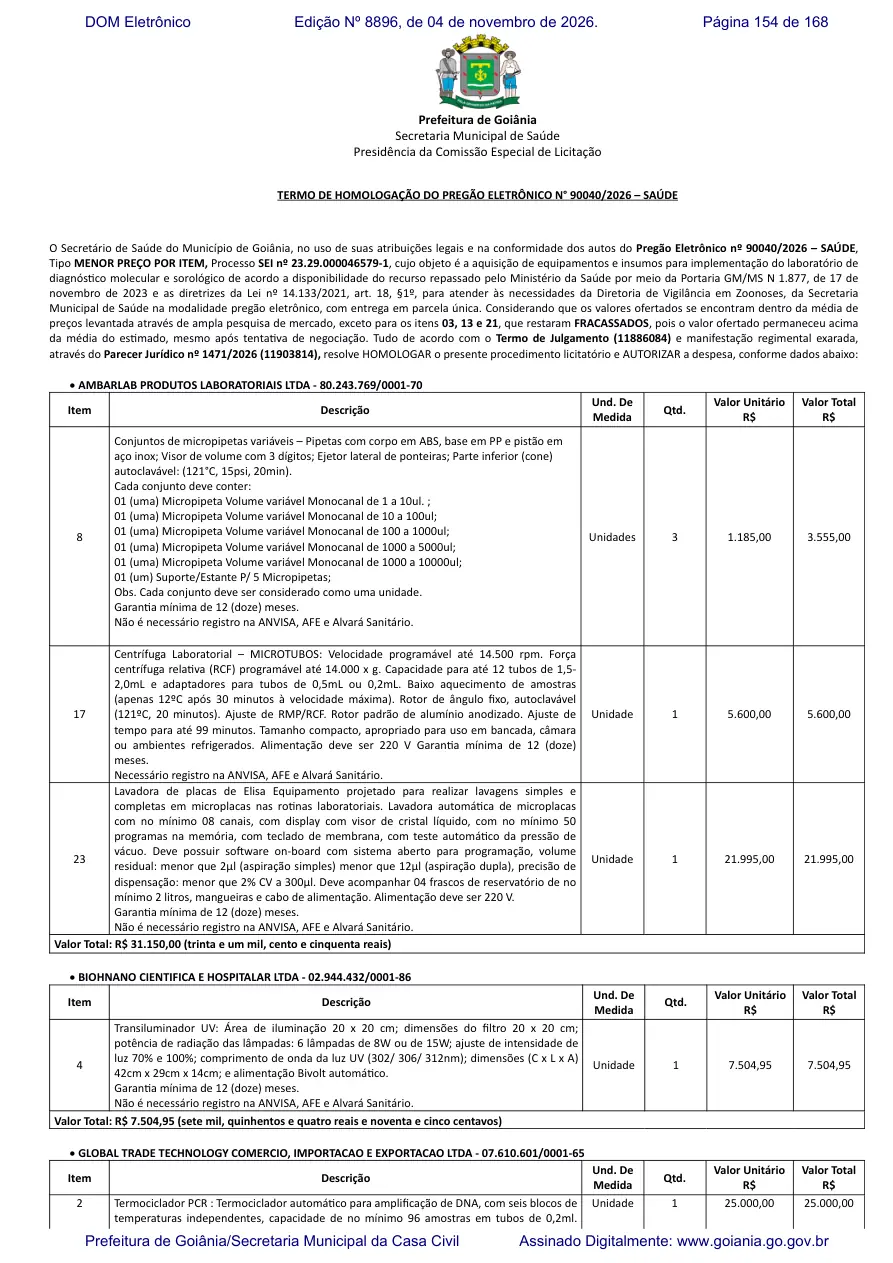 DOM Eletrônico Edição Nº 8896, de 04 de novembro de 2026. Página 154 de 168
Prefeitura de Goiânia
Secretaria Municipal de Saúde
Presidência da Comissão Especial de Licitação
TERMO DE HOMOLOGAÇÃO DO PREGÃO ELETRÔNICO N° 90040/2026 – SAÚDE
O Secretário de Saúde do Município de Goiânia, no uso de suas atribuições legais e na conformidade dos autos do Pregão Eletrônico nº 90040/2026 – SAÚDE,
Tipo MENOR PREÇO POR ITEM, Processo SEI nº 23.29.000046579-1, cujo objeto é a aquisição de equipamentos e insumos para implementação do laboratório de
diagnóstico molecular e sorológico de acordo a disponibilidade do recurso repassado pelo Ministério da Saúde por meio da Portaria GM/MS N 1.877, de 17 de
novembro de 2023 e as diretrizes da Lei nº 14.133/2021, art. 18, §1º, para atender às necessidades da Diretoria de Vigilância em Zoonoses, da Secretaria
Municipal de Saúde na modalidade pregão eletrônico, com entrega em parcela única. Considerando que os valores ofertados se encontram dentro da média de
preços levantada através de ampla pesquisa de mercado, exceto para os itens 03, 13 e 21, que restaram FRACASSADOS, pois o valor ofertado permaneceu acima
da média do estimado, mesmo após tentativa de negociação. Tudo de acordo com o Termo de Julgamento (11886084) e manifestação regimental exarada,
através do Parecer Jurídico nº 1471/2026 (11903814), resolve HOMOLOGAR o presente procedimento licitatório e AUTORIZAR a despesa, conforme dados abaixo:
• AMBARLAB PRODUTOS LABORATORIAIS LTDA - 80.243.769/0001-70
Item Descrição Und. De Medida Qtd. Valor Unitário R$ Valor Total R$
Conjuntos de micropipetas variáveis – Pipetas com corpo em ABS, base em PP e pistão em
aço inox; Visor de volume com 3 dígitos; Ejetor lateral de ponteiras; Parte inferior (cone)
autoclavável: (121°C, 15psi, 20min).
Cada conjunto deve conter:
01 (uma) Micropipeta Volume variável Monocanal de 1 a 10ul. ;
01 (uma) Micropipeta Volume variável Monocanal de 10 a 100ul;
01 (uma) Micropipeta Volume variável Monocanal de 100 a 1000ul;
8 Unidades 3 1.185,00 3.555,00
01 (uma) Micropipeta Volume variável Monocanal de 1000 a 5000ul;
01 (uma) Micropipeta Volume variável Monocanal de 1000 a 10000ul;
01 (um) Suporte/Estante P/ 5 Micropipetas;
Obs. Cada conjunto deve ser considerado como uma unidade.
Garantia mínima de 12 (doze) meses.
Não é necessário registro na ANVISA, AFE e Alvará Sanitário.
Centrífuga Laboratorial – MICROTUBOS: Velocidade programável até 14.500 rpm. Força
centrífuga relativa (RCF) programável até 14.000 x g. Capacidade para até 12 tubos de 1,5-
2,0mL e adaptadores para tubos de 0,5mL ou 0,2mL. Baixo aquecimento de amostras
(apenas 12ºC após 30 minutos à velocidade máxima). Rotor de ângulo fixo, autoclavável
17 (121ºC, 20 minutos). Ajuste de RMP/RCF. Rotor padrão de alumínio anodizado. Ajuste de Unidade 1 5.600,00 5.600,00
tempo para até 99 minutos. Tamanho compacto, apropriado para uso em bancada, câmara
ou ambientes refrigerados. Alimentação deve ser 220 V Garantia mínima de 12 (doze)
meses.
Necessário registro na ANVISA, AFE e Alvará Sanitário.
Lavadora de placas de Elisa Equipamento projetado para realizar lavagens simples e
completas em microplacas nas rotinas laboratoriais. Lavadora automática de microplacas
com no mínimo 08 canais, com display com visor de cristal líquido, com no mínimo 50
programas na memória, com teclado de membrana, com teste automático da pressão de
vácuo. Deve possuir software on-board com sistema aberto para programação, volume
23 Unidade 1 21.995,00 21.995,00
residual: menor que 2µl (aspiração simples) menor que 12µl (aspiração dupla), precisão de
dispensação: menor que 2% CV a 300µl. Deve acompanhar 04 frascos de reservatório de no
mínimo 2 litros, mangueiras e cabo de alimentação. Alimentação deve ser 220 V.
Garantia mínima de 12 (doze) meses.
Não é necessário registro na ANVISA, AFE e Alvará Sanitário.
Valor Total: R$ 31.150,00 (trinta e um mil, cento e cinquenta reais)
• BIOHNANO CIENTIFICA E HOSPITALAR LTDA - 02.944.432/0001-86
Item Descrição Und. De Medida Qtd. Valor Unitário R$ Valor Total R$
Transiluminador UV: Área de iluminação 20 x 20 cm; dimensões do filtro 20 x 20 cm;
potência de radiação das lâmpadas: 6 lâmpadas de 8W ou de 15W; ajuste de intensidade de
luz 70% e 100%; comprimento de onda da luz UV (302/ 306/ 312nm); dimensões (C x L x A)
4 42cm x 29cm x 14cm; e alimentação Bivolt automático. Unidade 1 7.504,95 7.504,95
Garantia mínima de 12 (doze) meses.
Não é necessário registro na ANVISA, AFE e Alvará Sanitário.
Valor Total: R$ 7.504,95 (sete mil, quinhentos e quatro reais e noventa e cinco centavos)
• GLOBAL TRADE TECHNOLOGY COMERCIO, IMPORTACAO E EXPORTACAO LTDA - 07.610.601/0001-65
Item Descrição Und. De Medida Qtd. Valor Unitário R$ Valor Total R$
2 Termociclador PCR : Termociclador automático para amplificação de DNA, com seis blocos de Unidade 1 25.000,00 25.000,00
temperaturas independentes, capacidade de no mínimo 96 amostras em tubos de 0,2ml.
Prefeitura de Goiânia/Secretaria Municipal da Casa Civil Assinado Digitalmente: www.goiania.go.gov.br